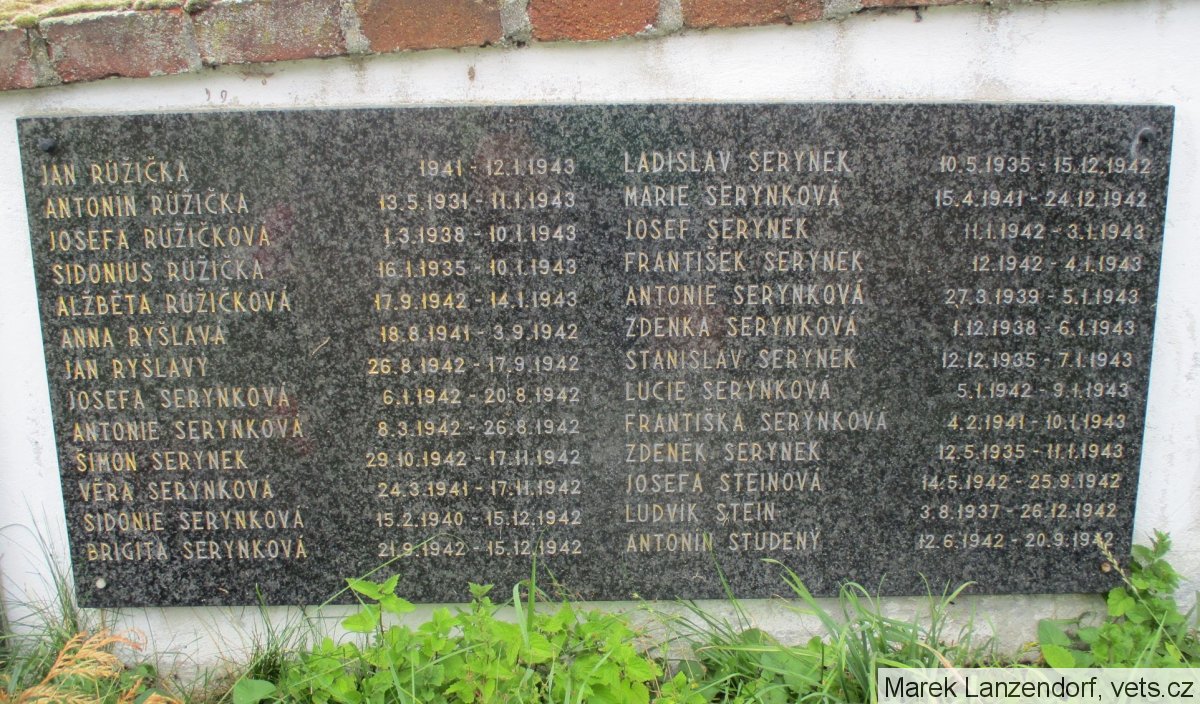 JAN RŮŽIČKA 1941 - 12.1.1943
ANTONIN RŮŽIČKA 13.5.1931 - 11.1.1943
JOSEFA RŮŽIČKOVÁ 1.3.1938 - 10.1.1943
SIDONIUS RŮŽIČKA 16.1.1935 - 10.1.1943
ALŽBĚTA RŮŽIČKOVÁ 17.9.1942 - 14.1.1943
ANNA RYŠLAVÁ 18.8.1941 - 3.9.1942
JAN RYŠLAVÝ 26.8.1942 - 17.9.1942
JOSEFA SERYNKOVÁ 6.1.1942 - 20.8.1942
ANTONIE SERYNKOVÁ 8.3.1942 - 26.8.1942
ŠIMON SERYNEK 29.10.1942 - 17.11.1942
VĚRA SERYNKOVÁ 24.3.1941 - 17.11.1942
SIDONIE SERYNKOVÁ 15.2.1940 - 15.12.1942
BRIGITA SERYNKOVÁ 21.9.1942 - 15.12.1942
LADISLAV SERYNEK 10.5.1935 - 15.12.1942
MARIE SERYNKOVÁ 15.4.1941 - 24.12.1942
JOSEF SERYNEK 11.1.1942 - 3.1.1943
FRANTIŠEK SERYNEK 12.1942 - 4.1.1943
ANTONIE SERYNKOVÁ 27.3.1939 - 5.1.1943
ZDENKA SERYNKOVÁ 1.12.1938 - 6.1.1943
STANISLAV SERYNEK 12.12.1935 - 7.1.1943
LUCIE SERYNKOVÁ 5.1.1942 - 9.1.1943
FRANTIŠKA SERYNKOVÁ 4.2.1941 - 10.1.1943
ZDENĚK SERYNEK 12.5.1935 - 11.1.1943
JOSEFA STEINOVÁ 14.5.1942 - 25.9.1942
LUDVÍK STEIN 3.8.1937 - 26.12.1942
ANTONÍN STUDENÝ 12.6.1942 - 20.9.1942
Marek Lanzendorf, vets.cz